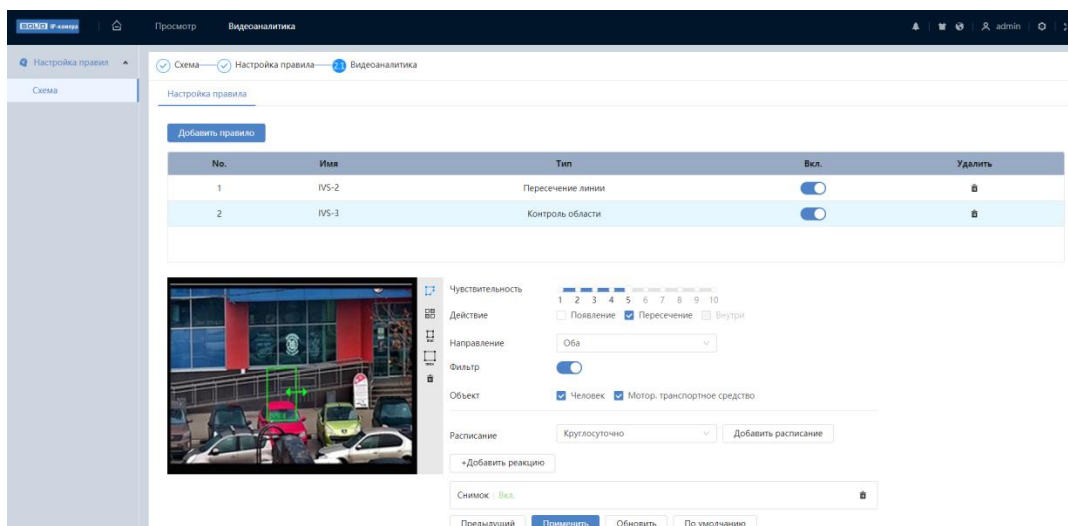 BOLID IP-камера Просмотр Видеоаналитика admin
Настройка правил
Схема
Схема Настройка правила 2.1 Видеоаналитика
Настройка правила
Добавить правило
No. Имя Тип Вкл. Удалить
1 IVS-2 Пересечение линии
2 IVS-3 Контроль области
Чувствительность
1 2 3 4 5 6 7 8 9 10
Действие Появление Пересечение Внутри
Направление Оба
Фильтр
Объект Человек Мотор. транспортное средство
Расписание Круглосуточно Добавить расписание
+Добавить реакцию
Снимок Вкл.
Предыдущий Применить Обновить По умолчанию